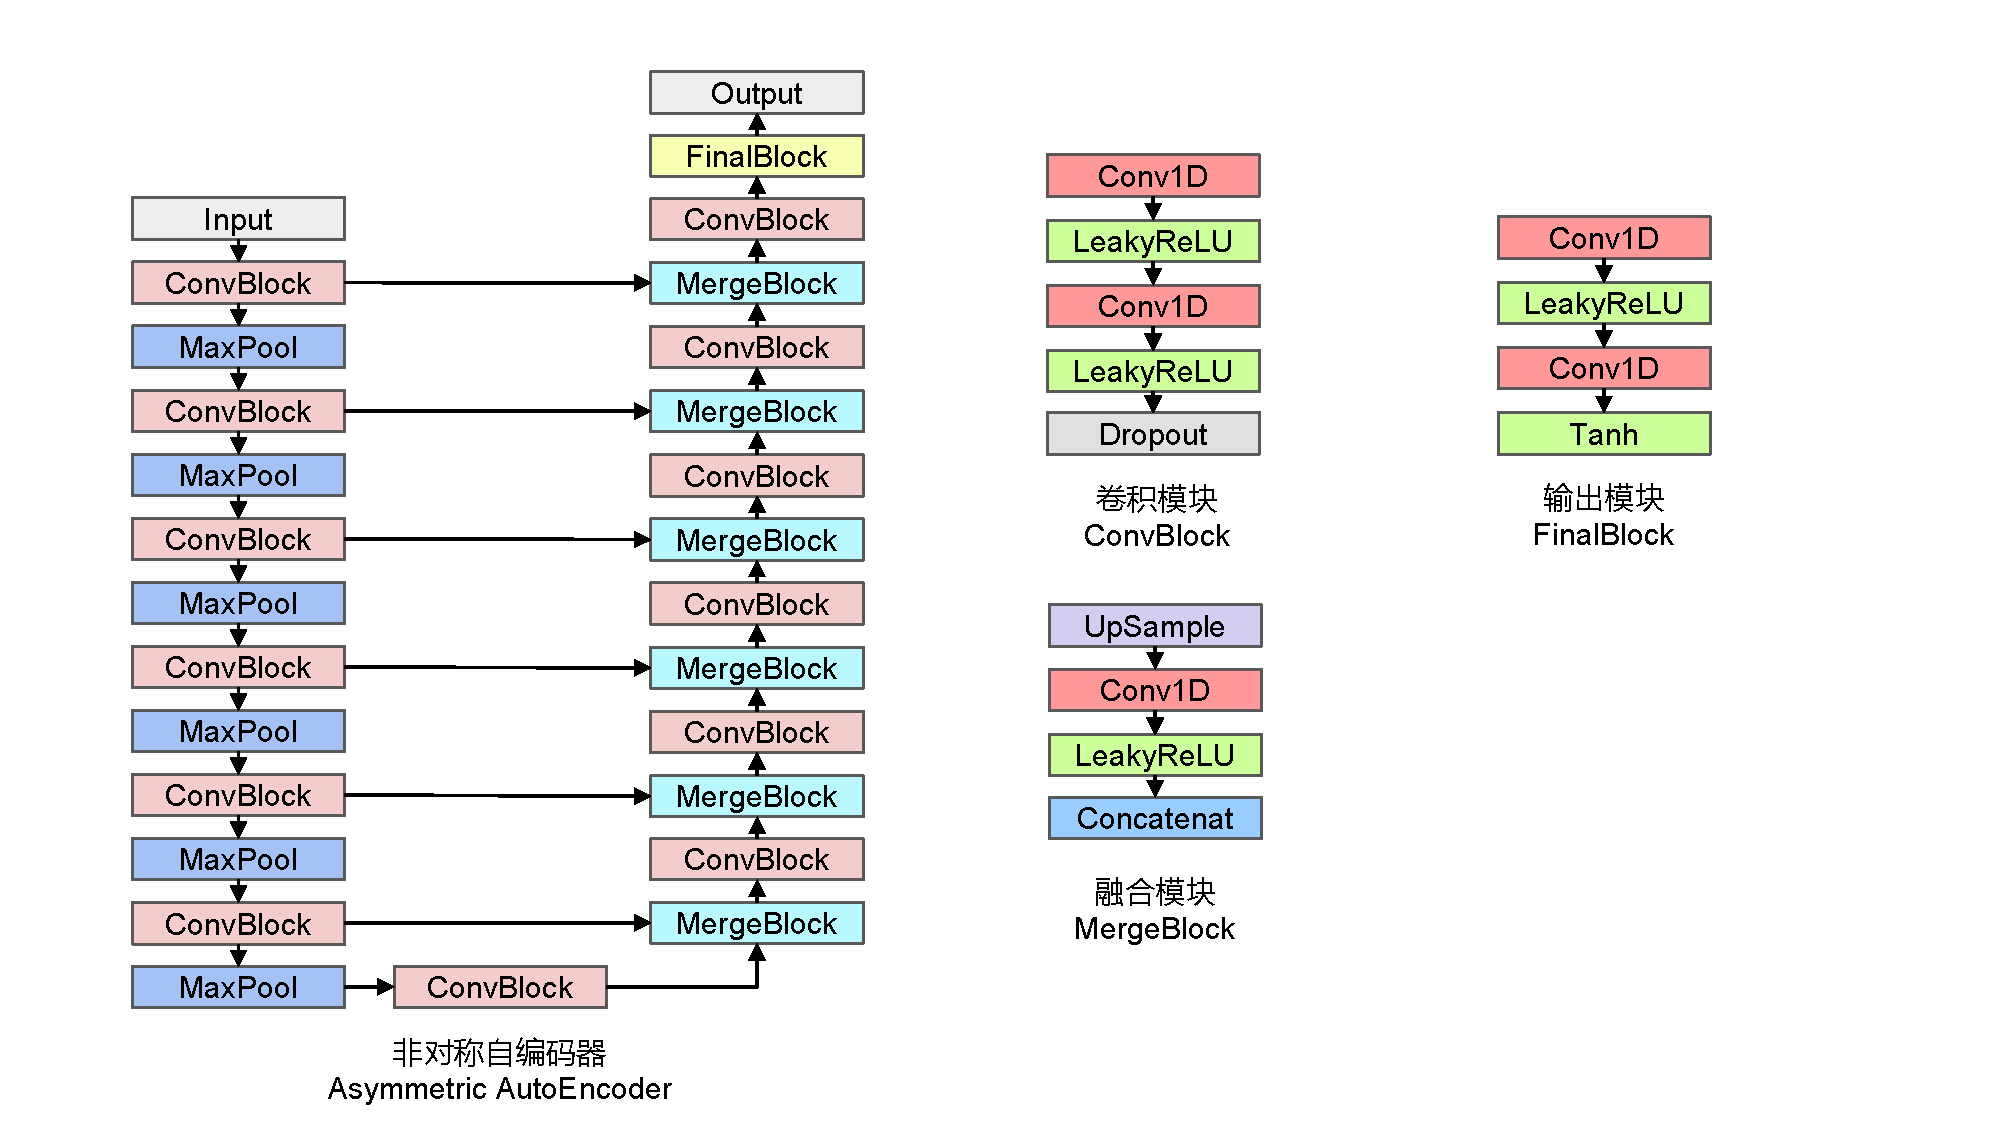 Input
ConvBlock
MaxPool
ConvBlock
MaxPool
ConvBlock
MaxPool
ConvBlock
MaxPool
ConvBlock
MaxPool
ConvBlock
MaxPool
ConvBlock
Output
FinalBlock
ConvBlock
MergeBlock
ConvBlock
MergeBlock
ConvBlock
MergeBlock
ConvBlock
MergeBlock
ConvBlock
MergeBlock
ConvBlock
MergeBlock
非对称自编码器
Asymmetric AutoEncoder
Conv1D
LeakyReLU
Conv1D
LeakyReLU
Dropout
卷积模块
ConvBlock
UpSample
Conv1D
LeakyReLU
Concatenat
融合模块
MergeBlock
Conv1D
LeakyReLU
Conv1D
Tanh
输出模块
FinalBlock